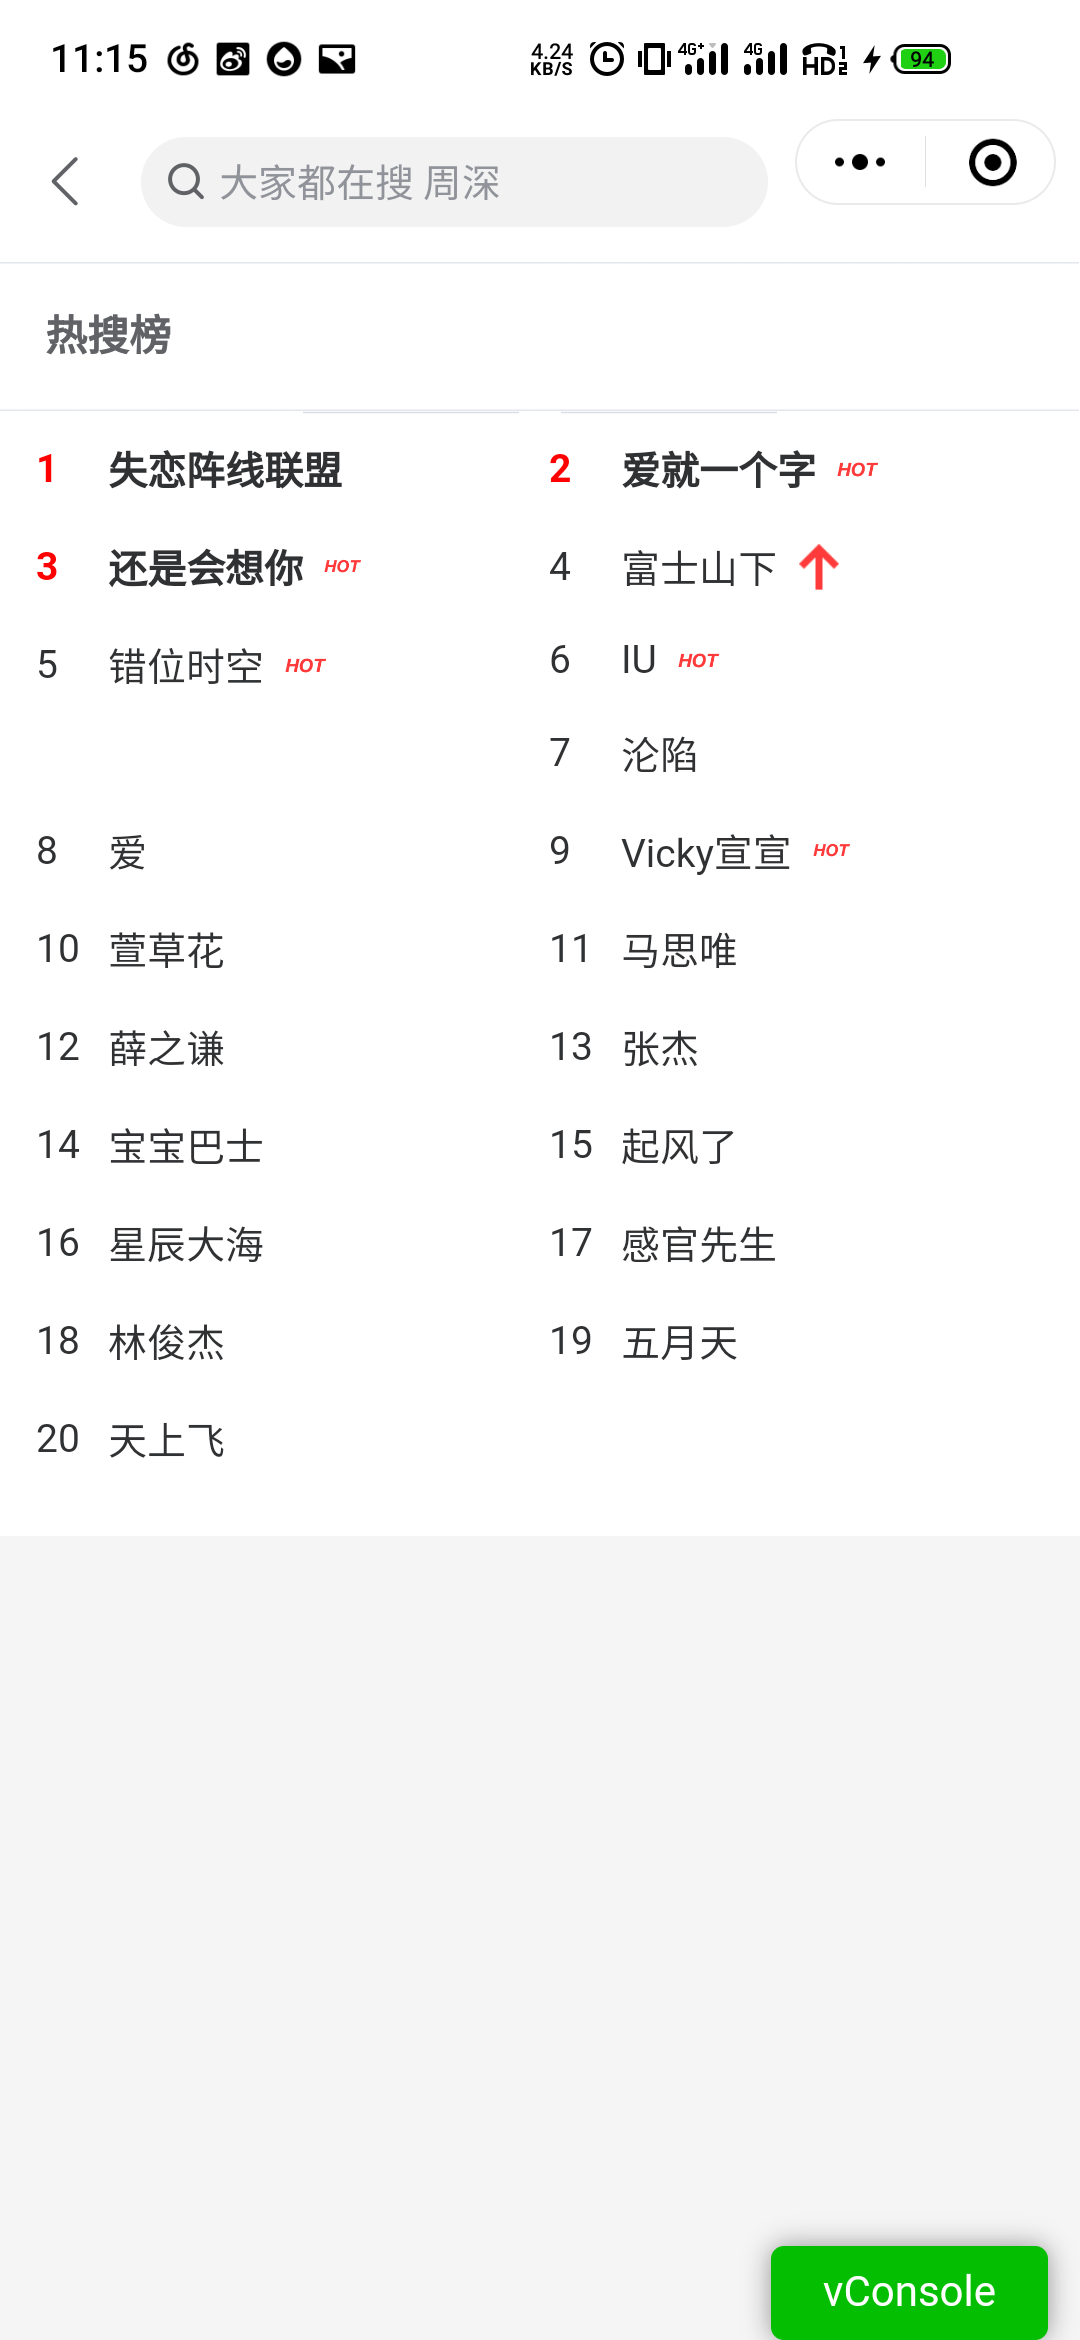 11:15 4.24 KB/S 4G+ 4G HD 1 2 94
大家都在搜 周深
热搜榜
1 失恋阵线联盟 2 爱就一个字 HOT
3 还是会想你 HOT 4 富士山下
5 错位时空 HOT 6 IU HOT
7 沦陷
8 爱 9 Vicky宣宣 HOT
10 萱草花 11 马思唯
12 薛之谦 13 张杰
14 宝宝巴士 15 起风了
16 星辰大海 17 感官先生
18 林俊杰 19 五月天
20 天上飞
vConsole